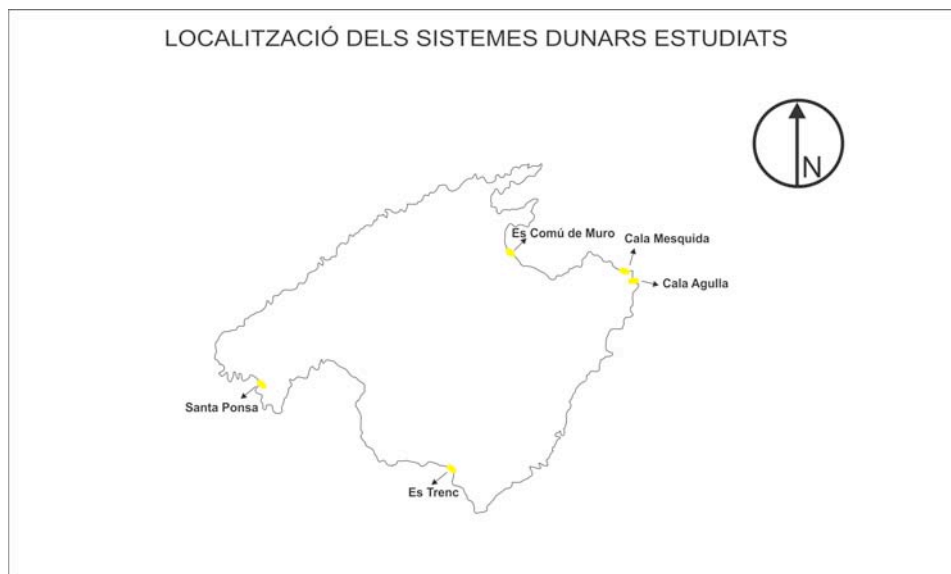 LOCALITZACIÓ DELS SISTEMES DUNARS ESTUDIATS
N
Es Comú de Muro
Cala Mesquida
Cala Agulla
Santa Ponsa
Es Trenc